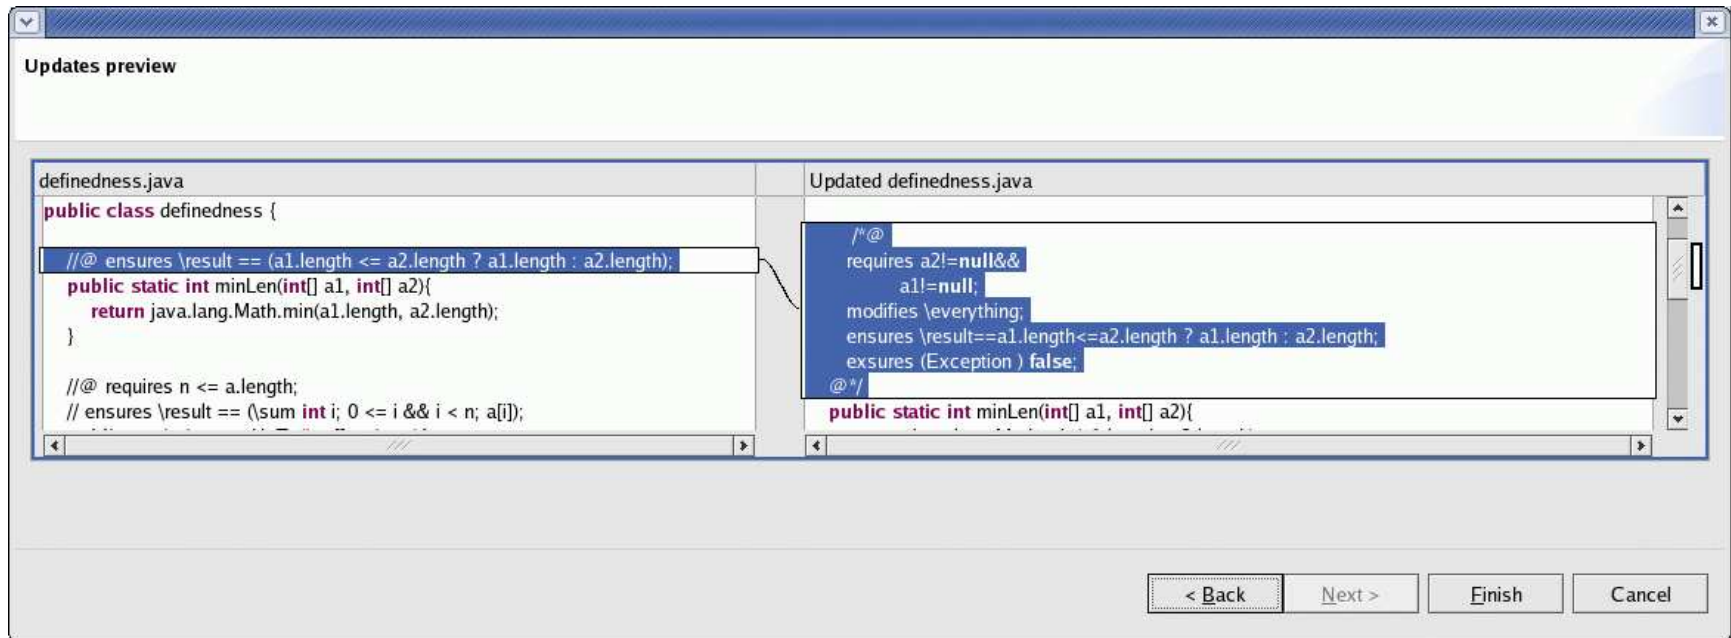 Updates preview
definedness.java
public class definedness {
//@ ensures \result == (a1.length <= a2.length ? a1.length : a2.length);
public static int minLen(int[] a1, int[] a2){
return java.lang.Math.min(a1.length, a2.length);
}
//@ requires n <= a.length;
// ensures \result == (\sum int i; 0 <= i && i < n; a[i]);
Updated definedness.java
/*@
requires a2!=null&&
a1!=null;
modifies \everything;
ensures \result==a1.length<=a2.length ? a1.length : a2.length;
exsures (Exception ) false;
@*/
public static int minLen(int[] a1, int[] a2){
< Back
Next >
Finish
Cancel